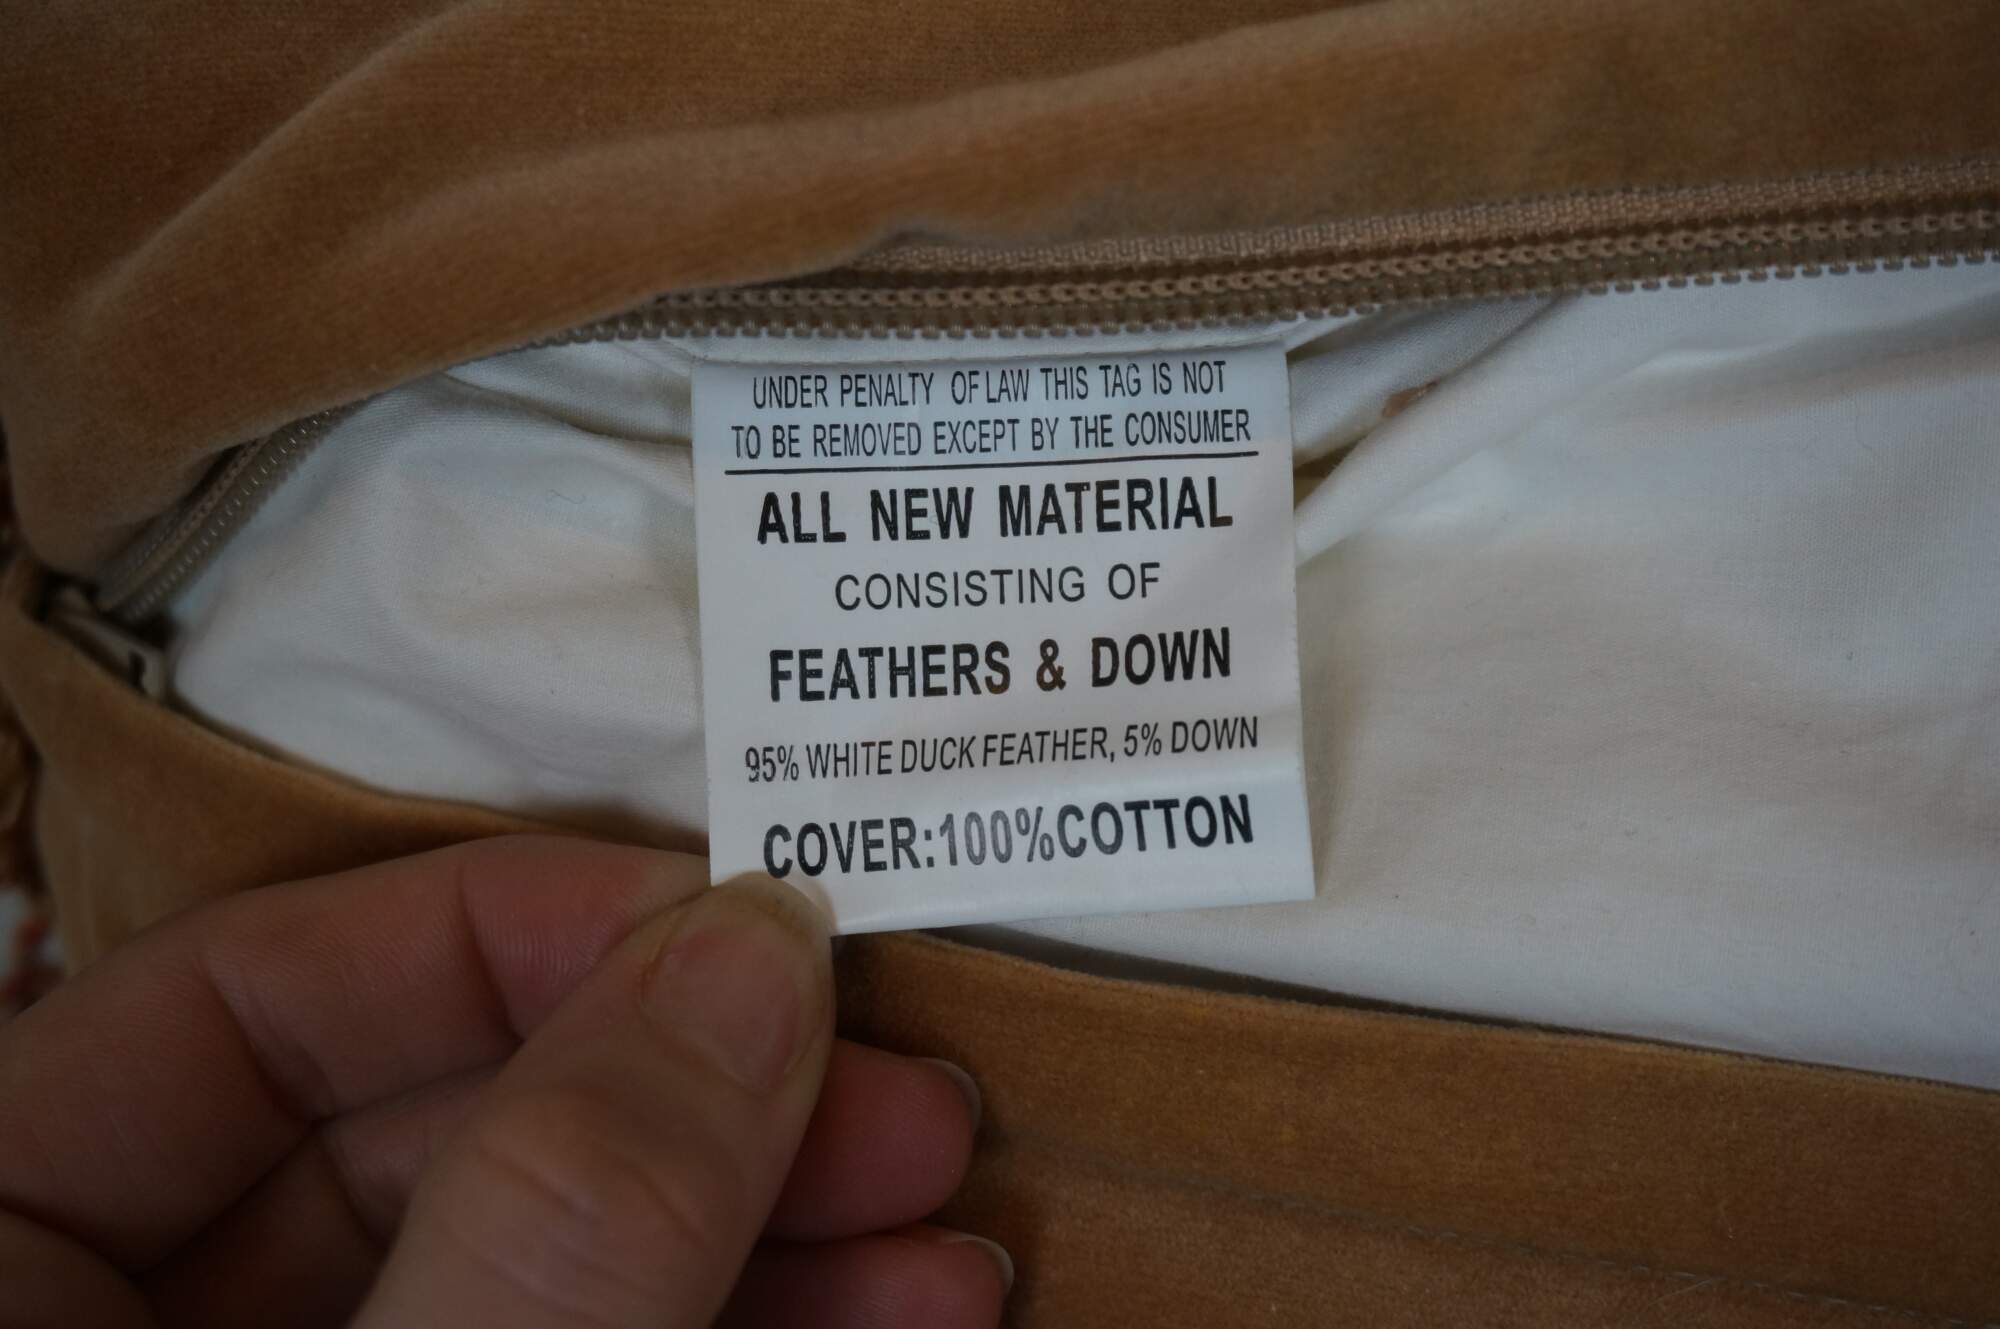 UNDER PENALTY OF LAW THIS TAG IS NOT
TO BE REMOVED EXCEPT BY THE CONSUMER
ALL NEW MATERIAL
CONSISTING OF
FEATHERS & DOWN
95% WHITE DUCK FEATHER, 5% DOWN
COVER:100%COTTON